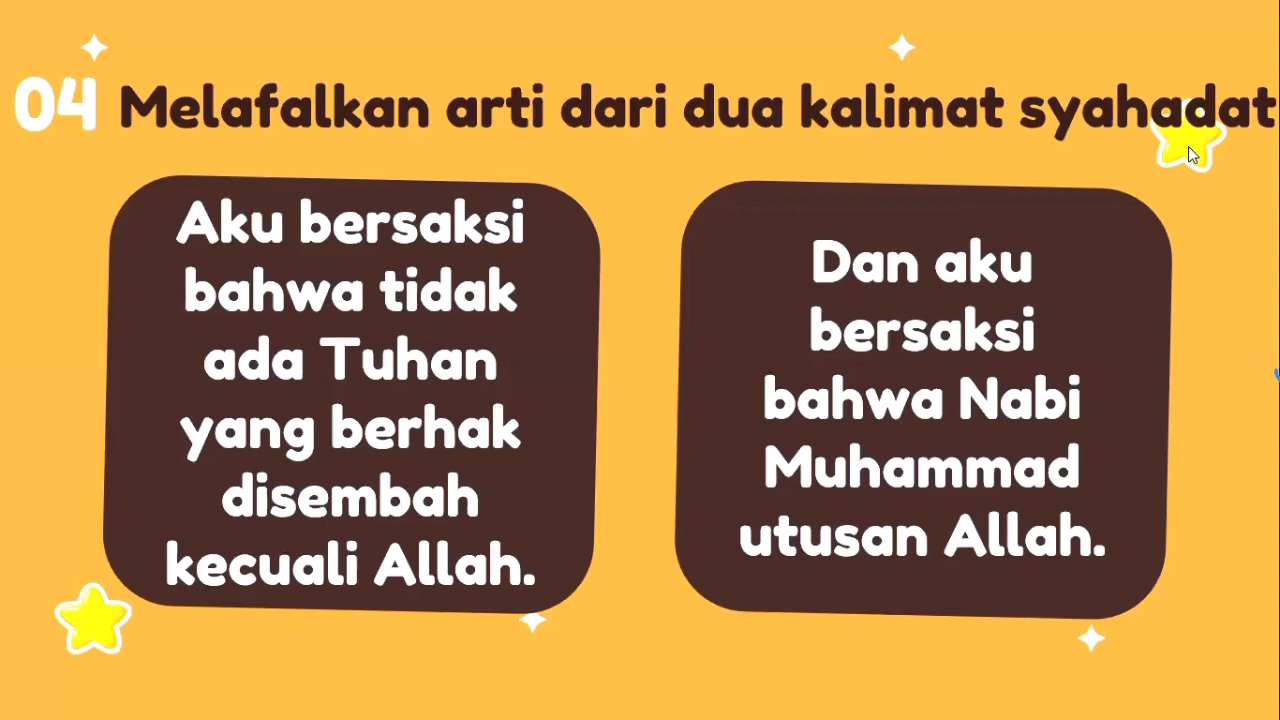 04 Melafalkan arti dari dua kalimat syahadat
Aku bersaksi
bahwa tidak
ada Tuhan
yang berhak
disembah
kecuali Allah.
Dan aku
bersaksi
bahwa Nabi
Muhammad
utusan Allah.